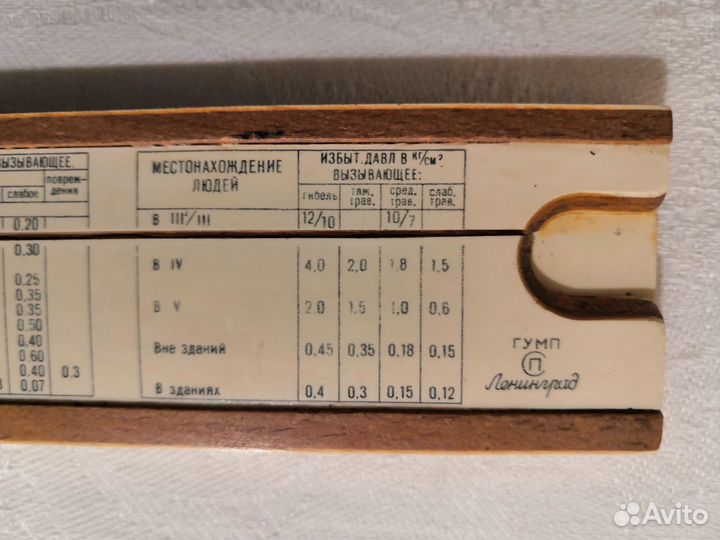 ВЫЗЫВАЮЩЕЕ.
слабое повреж-дения
0,20
0,30
0,25
0,35
0,35
0,50
0,40
0 60
0,40 0.3
0,07
МЕСТОНАХОЖДЕНИЕ ЛЮДЕЙ
ИЗБЫТ.ДАВЛ В кг/см².
ВЫЗЫВАЮЩЕЕ:
гибель тяж. трав. сред. трав. слаб. трав.
В III²/III 12/10 10/7
В IV 4,0 2,0 1,8 1,5
В V 2.0 1.5 1.0 0.6
Вне зданий 0,45 0,35 0,18 0,15
В зданиях 0,4 0,3 0,15 0,12
ГУМП
П
Ленинград
Avito